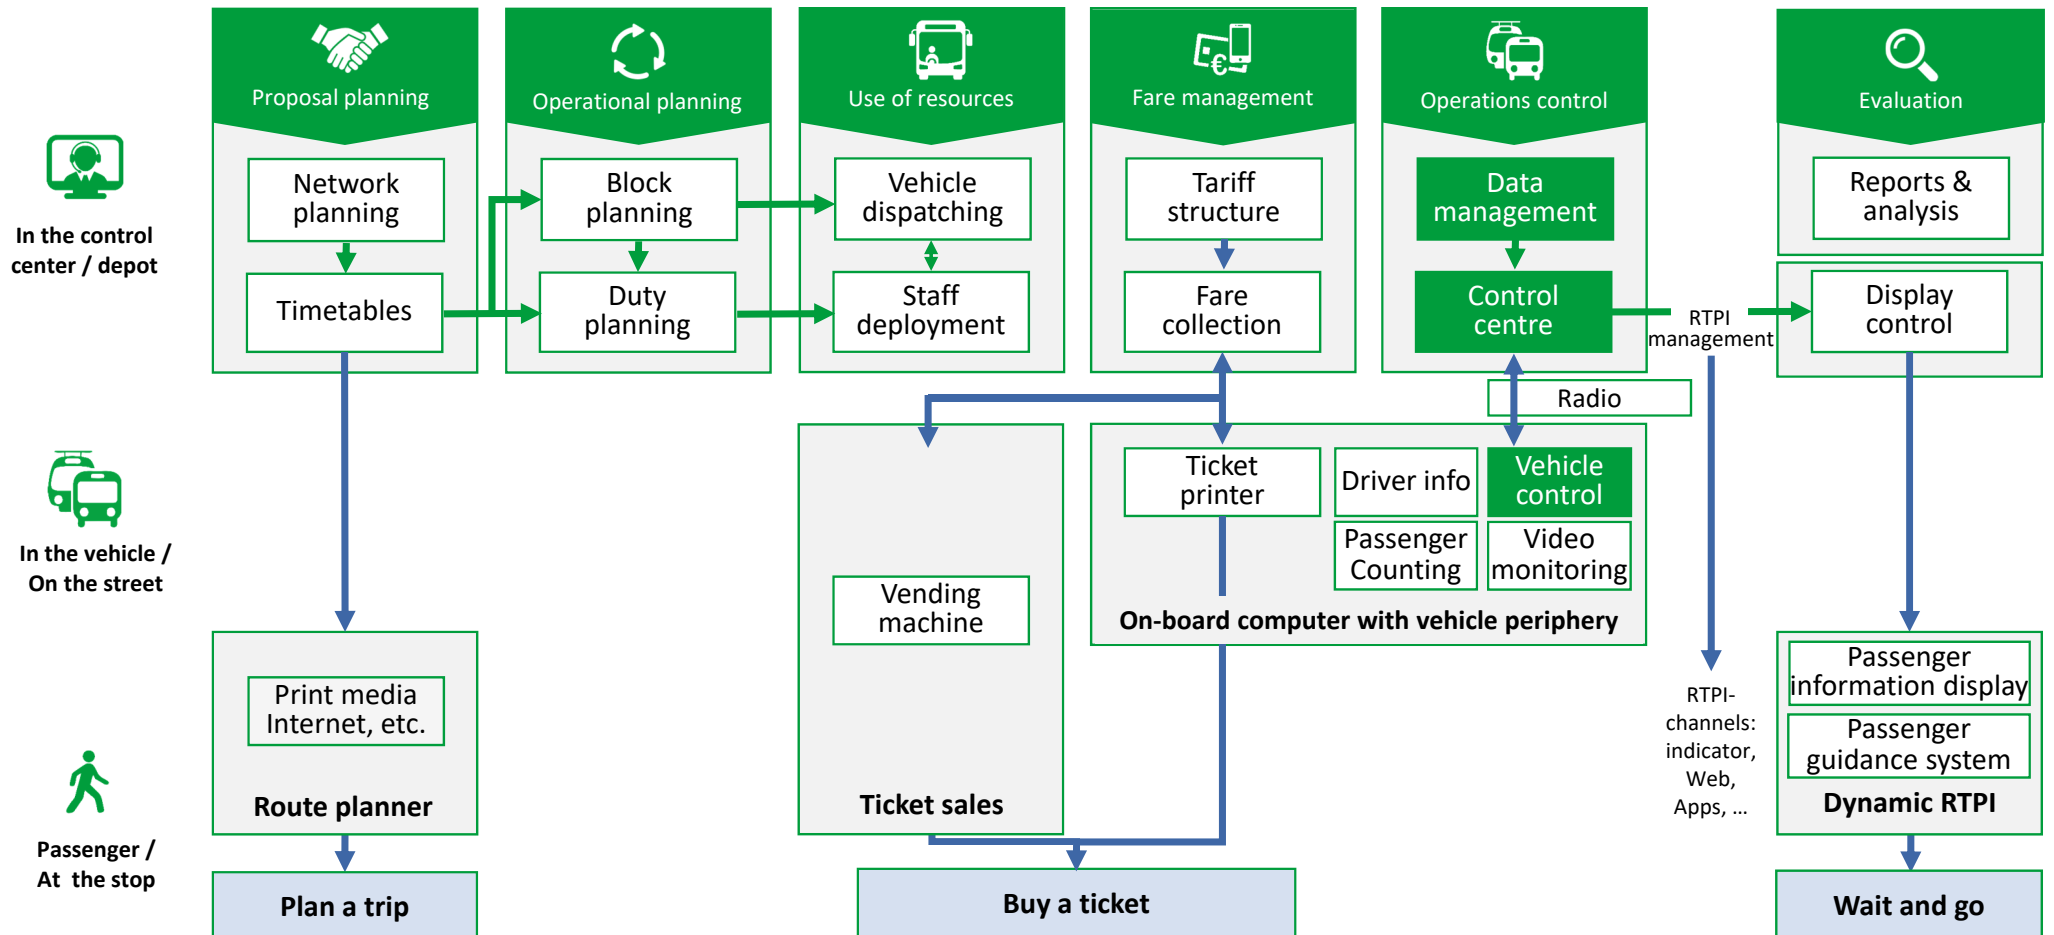 Proposal planning
Operational planning
Use of resources
Fare management
Operations control
Evaluation
In the control
center / depot
Network
planning
Block
planning
Vehicle
dispatching
Tariff
structure
Data
management
Reports &
analysis
Timetables
Duty
planning
Staff
deployment
Fare
collection
Control
centre
RTPI
management
Display
control
Radio
In the vehicle /
On the street
Ticket
printer
Driver info
Vehicle
control
Passenger
Counting
Video
monitoring
Vending
machine
On-board computer with vehicle periphery
Passenger /
At the stop
Print media
Internet, etc.
Route planner
Ticket sales
RTPI-
channels:
indicator,
Web,
Apps, ...
Passenger
information display
Passenger
guidance system
Dynamic RTPI
Plan a trip
Buy a ticket
Wait and go